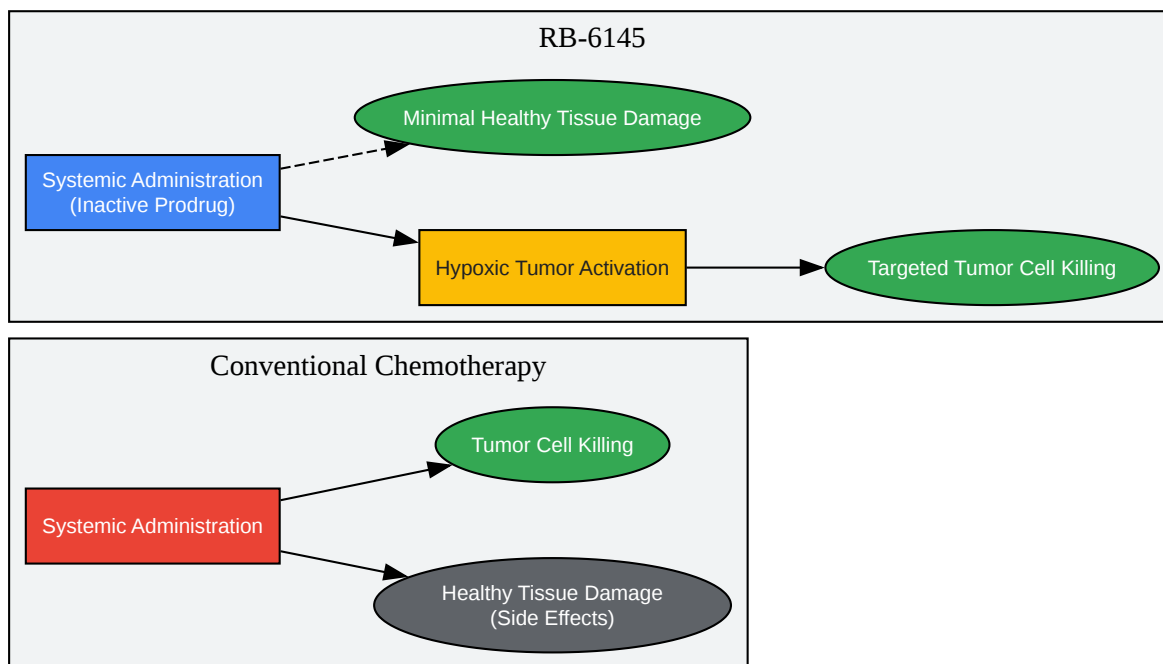 RB-6145
Minimal Healthy Tissue Damage
Systemic Administration
(Inactive Prodrug)
Hypoxic Tumor Activation
Targeted Tumor Cell Killing
Conventional Chemotherapy
Tumor Cell Killing
Systemic Administration
Healthy Tissue Damage
(Side Effects)